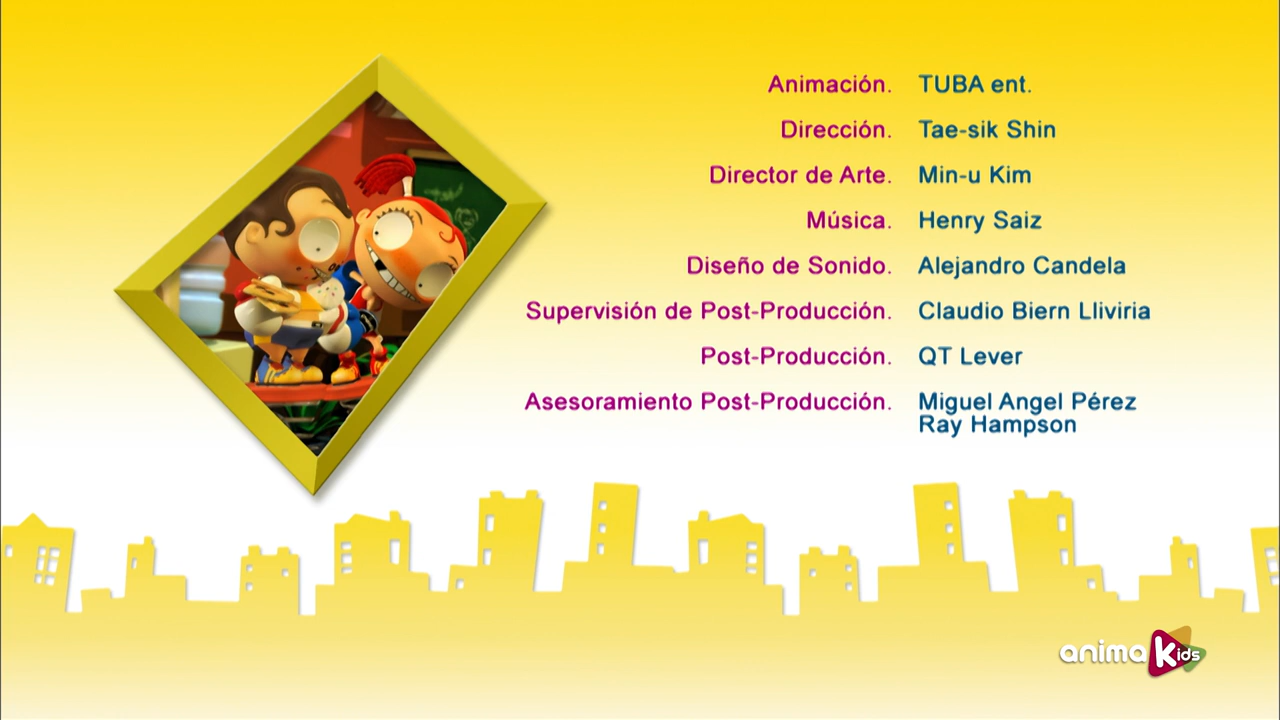 Animación. TUBA ent.
Dirección. Tae-sik Shin
Director de Arte. Min-u Kim
Música. Henry Saiz
Diseño de Sonido. Alejandro Candela
Supervisión de Post-Producción. Claudio Biern Lliviria
Post-Producción. QT Lever
Asesoramiento Post-Producción. Miguel Angel Pérez
Ray Hampson
anima Kids